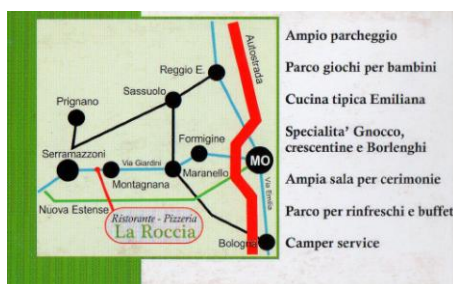 Autostrada
Reggio E.
Sassuolo
Prignano
Formigine
Serramazzoni
Via Giardini
MO
Montagnana
Maranello
Via Emilia
Nuova Estense
Ristorante - Pizzeria
La Roccia
Bologna
Ampio parcheggio
Parco giochi per bambini
Cucina tipica Emiliana
Specialita' Gnocco,
crescentine e Borlenghi
Ampia sala per cerimonie
Parco per rinfreschi e buffet
Camper service